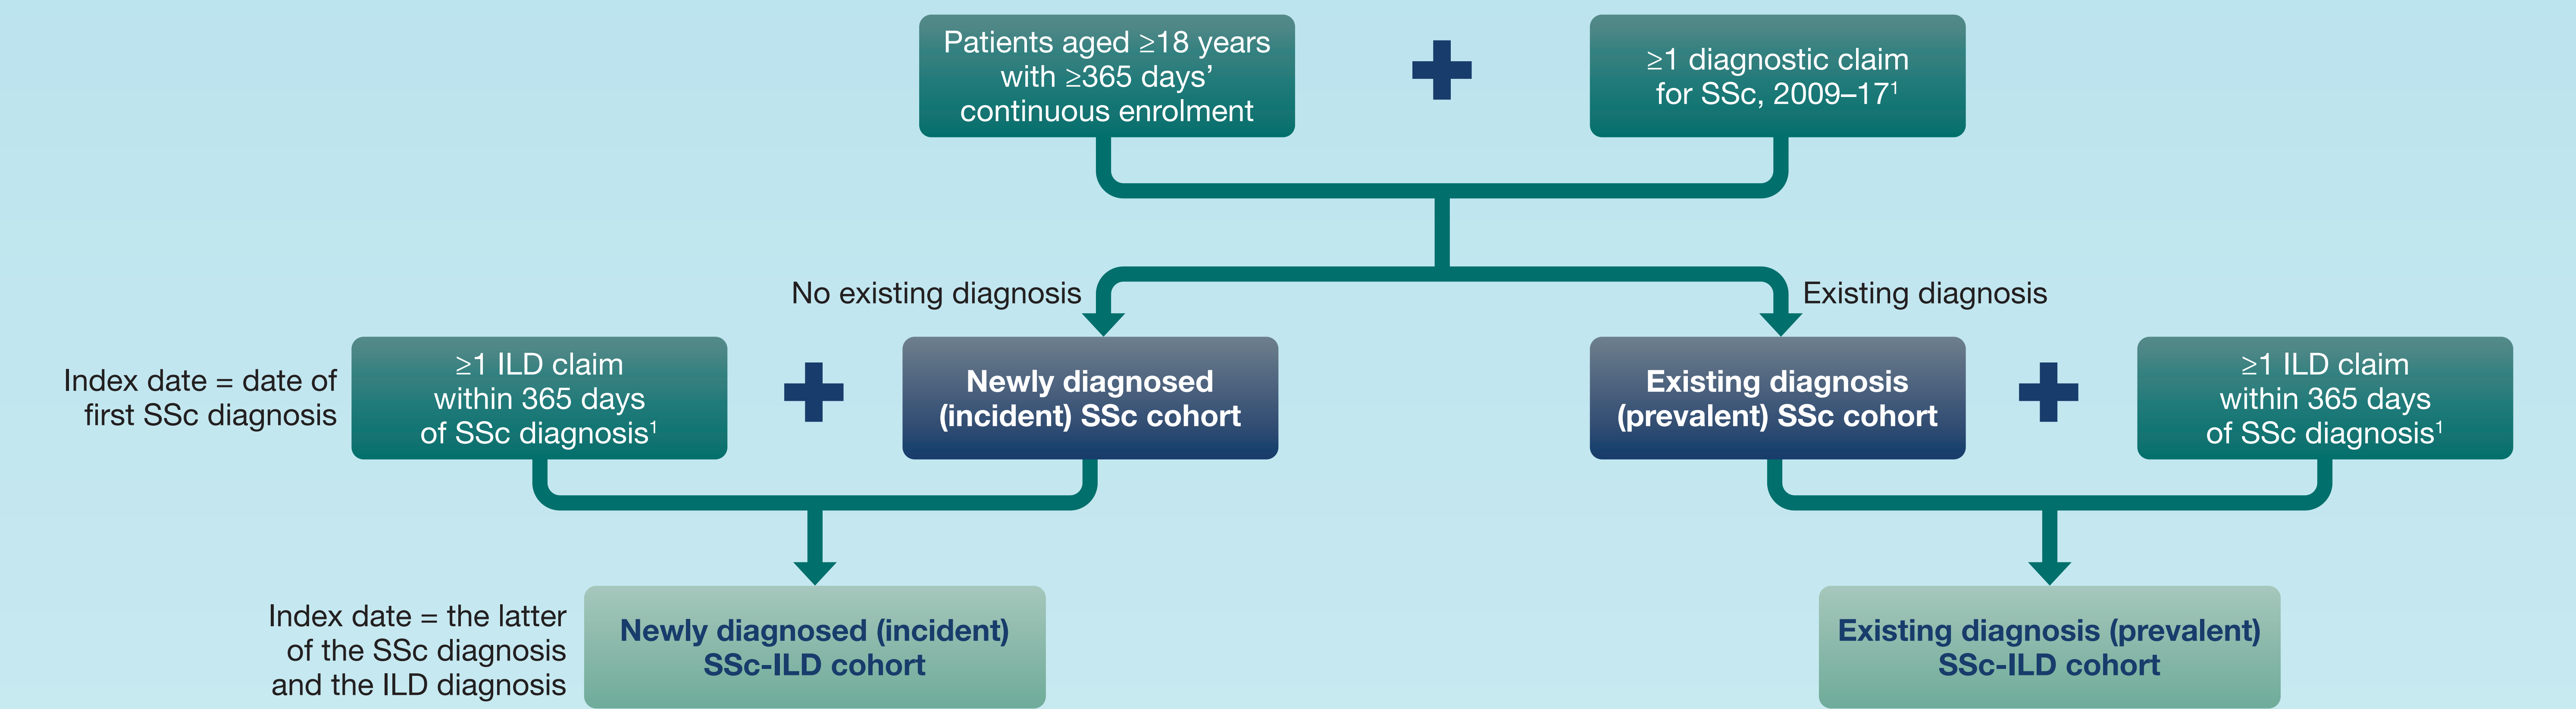 Patients aged ≥18 years
with ≥365 days’
continuous enrolment
≥1 diagnostic claim
for SSc, 2009–17¹
No existing diagnosis
Existing diagnosis
Index date = date of
first SSc diagnosis
≥1 ILD claim
within 365 days
of SSc diagnosis¹
Newly diagnosed
(incident) SSc cohort
Existing diagnosis
(prevalent) SSc cohort
≥1 ILD claim
within 365 days
of SSc diagnosis¹
Index date = the latter
of the SSc diagnosis
and the ILD diagnosis
Newly diagnosed (incident)
SSc-ILD cohort
Existing diagnosis (prevalent)
SSc-ILD cohort